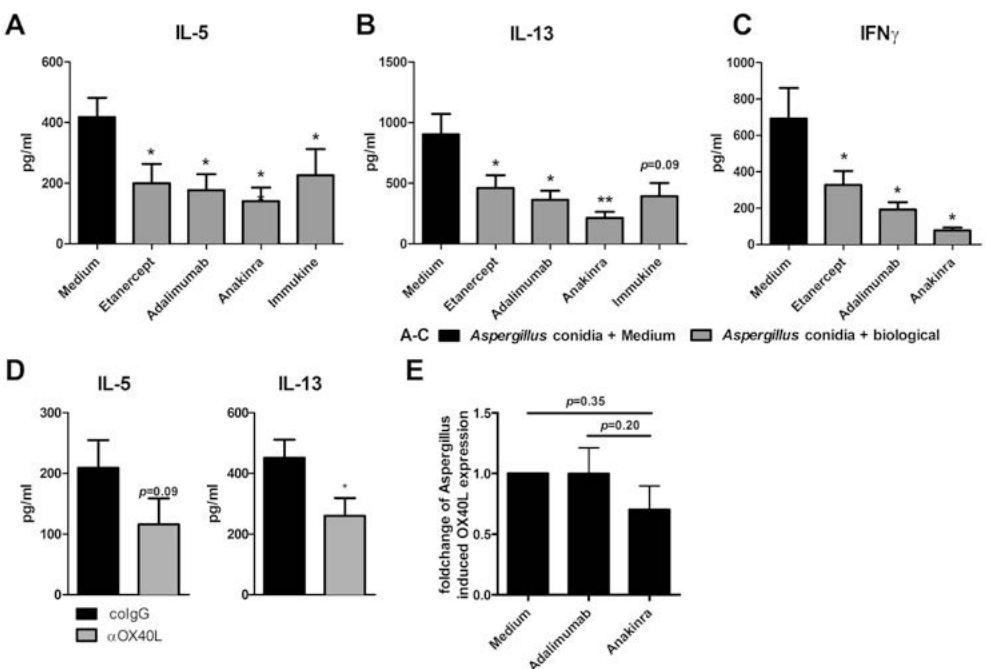 A
IL-5
pg/ml
600
400
200
0
*
*
*
*
*
Medium
Etanercept
Adalimumab
Anakinra
Immukine
B
IL-13
pg/ml
1500
1000
500
0
*
*
**
p=0.09
Medium
Etanercept
Adalimumab
Anakinra
Immukine
C
IFNγ
pg/ml
1000
800
600
400
200
0
*
*
*
Medium
Etanercept
Adalimumab
Anakinra
A-C Aspergillus conidia + Medium Aspergillus conidia + biological
D
IL-5
pg/ml
300
200
100
0
p=0.09
IL-13
pg/ml
600
400
200
0
*
coIgG
αOX40L
E
foldchange of Aspergillus
induced OX40L expression
1.5
1.0
0.5
0.0
p=0.35
p=0.20
Medium
Adalimumab
Anakinra